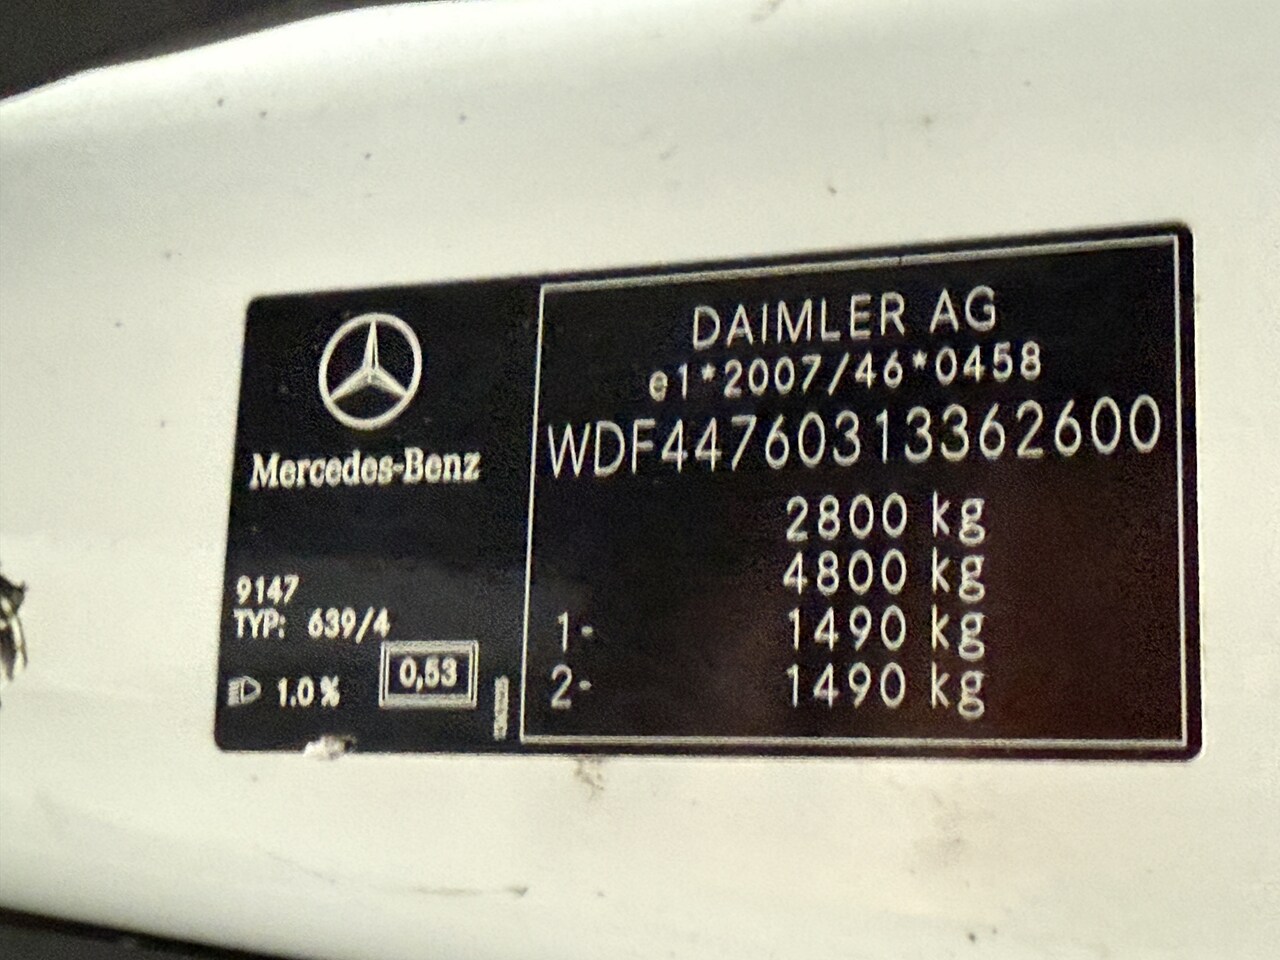 DAIMLER AG
e1*2007/46*0458
WDF44760313362600
2800 kg
4800 kg
1- 1490 kg
2- 1490 kg
Mercedes-Benz
9147
TYP: 639/4
1.0 %
0,53